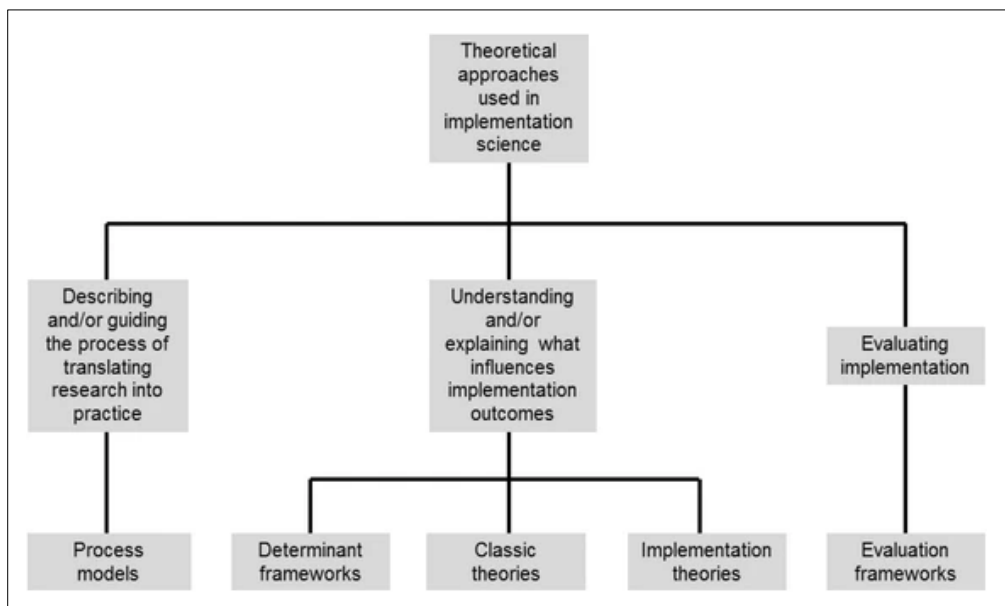 Theoretical
approaches
used in
implementation
science
Describing
and/or guiding
the process of
translating
research into
practice
Understanding
and/or
explaining what
influences
implementation
outcomes
Evaluating
implementation
Process
models
Determinant
frameworks
Classic
theories
Implementation
theories
Evaluation
frameworks